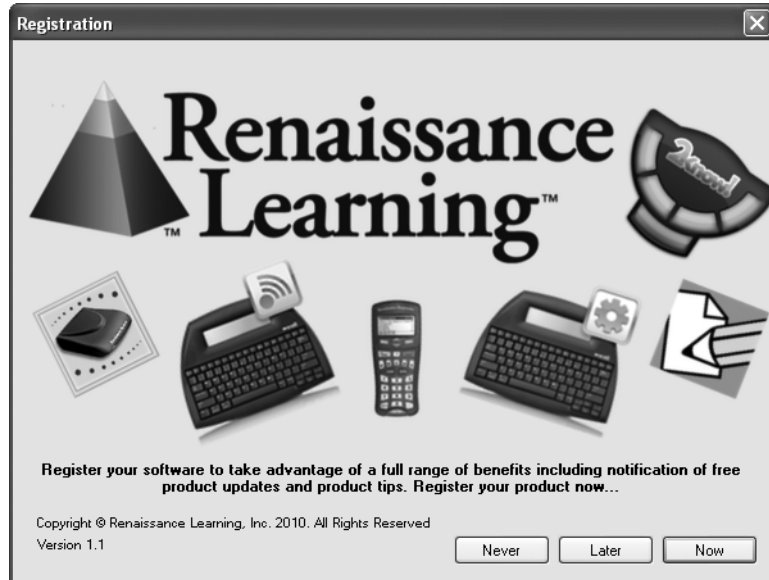 Registration
Renaissance
Learning™
™
2Know!
Register your software to take advantage of a full range of benefits including notification of free
product updates and product tips. Register your product now...
Copyright © Renaissance Learning, Inc. 2010. All Rights Reserved
Version 1.1
Never
Later
Now